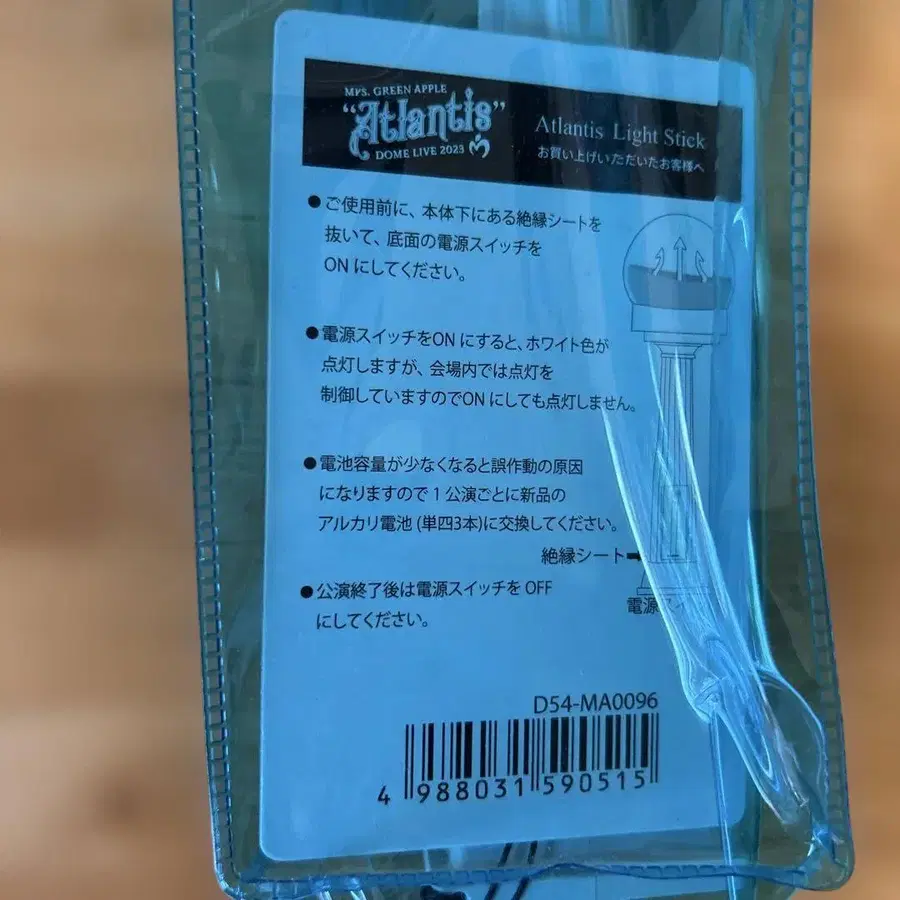 Mrs. GREEN APPLE
"Atlantis"
DOME LIVE 2023
Atlantis Light Stick
お買い上げいただいたお客様へ
●ご使用前に、本体下にある絶縁シートを
抜いて、底面の電源スイッチを
ONにしてください。
●電源スイッチをONにすると、ホワイト色が
点灯しますが、会場内では点灯を
制御していますのでONにしても点灯しません。
●電池容量が少なくなると誤作動の原因
になりますので1公演ごとに新品の
アルカリ電池(単四3本)に交換してください。
絶縁シート➡
●公演終了後は電源スイッチをOFF
にしてください。
電源スイ
D54-MA0096
4 988031 590515